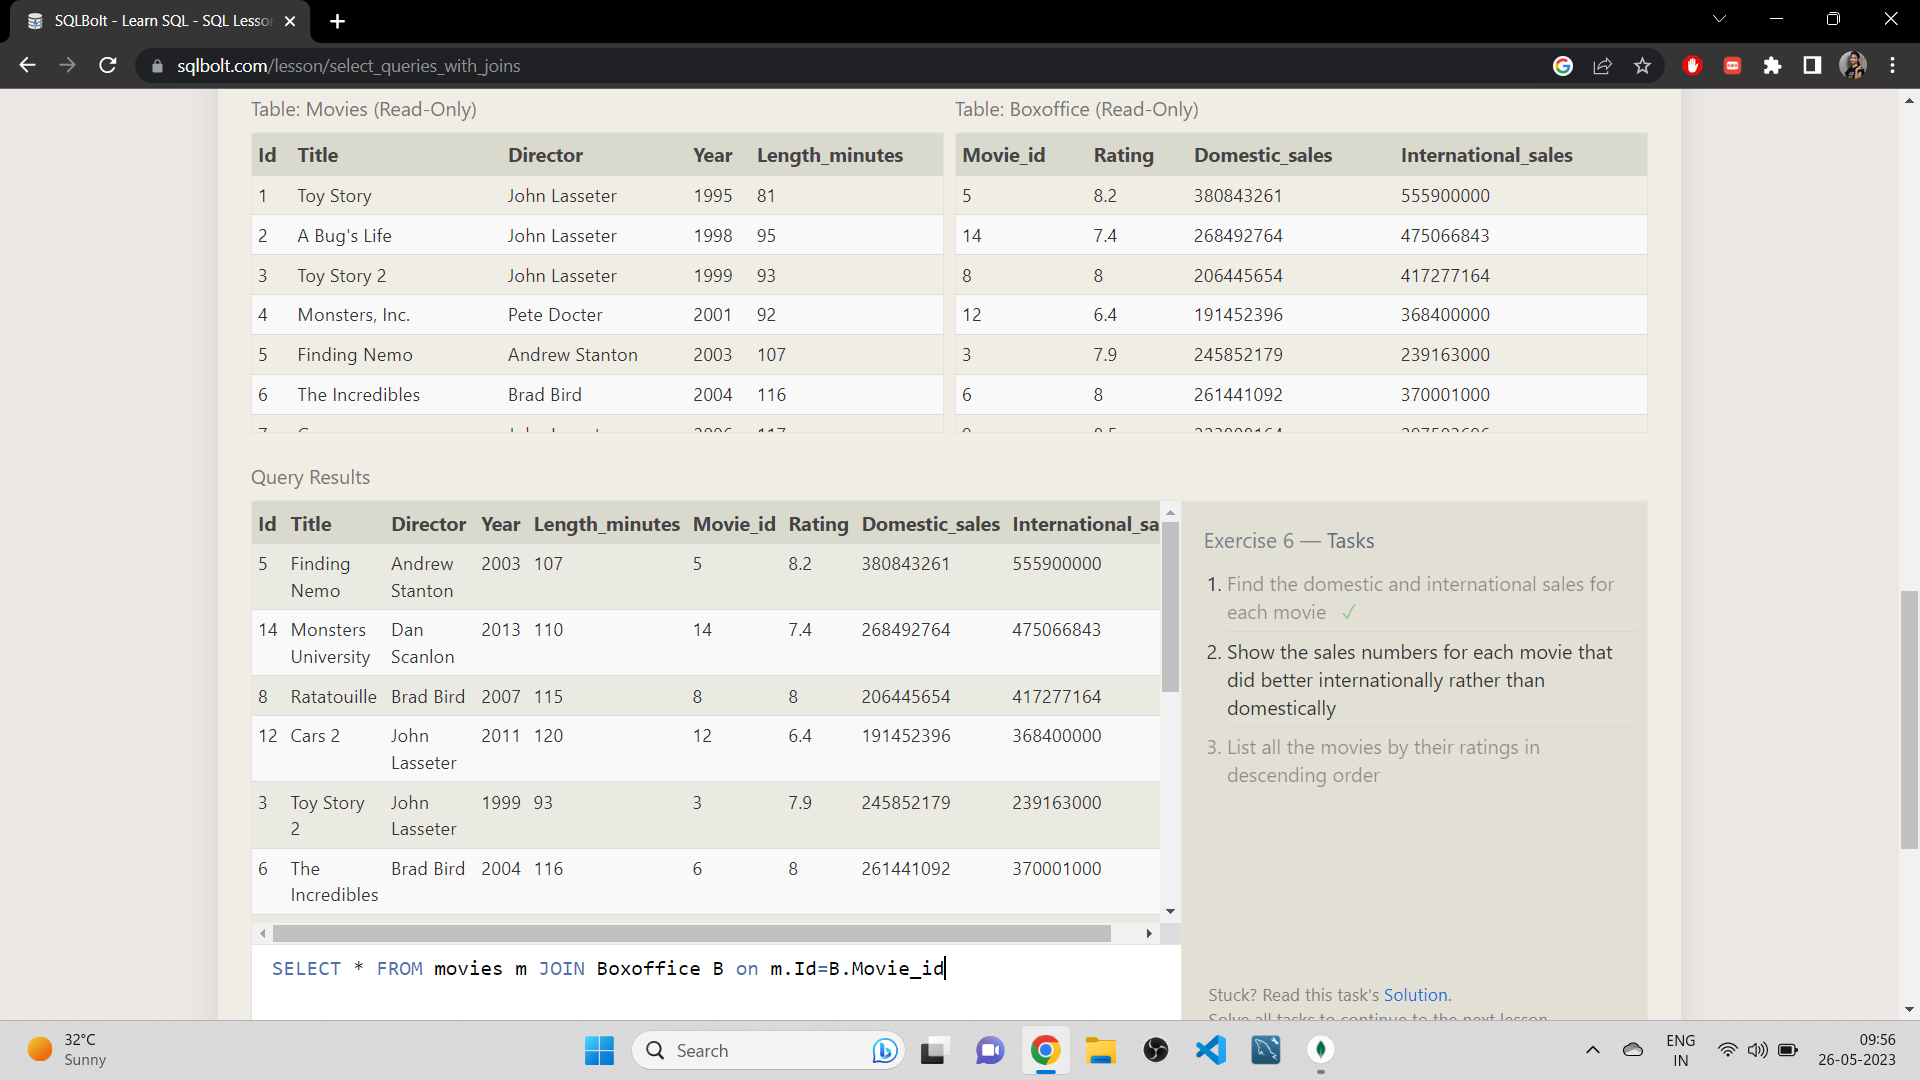 SQLBolt - Learn SQL - SQL Lesso
sqlbolt.com/lesson/select_queries_with_joins
Table: Movies (Read-Only)
Id Title Director Year Length_minutes
1 Toy Story John Lasseter 1995 81
2 A Bug's Life John Lasseter 1998 95
3 Toy Story 2 John Lasseter 1999 93
4 Monsters, Inc. Pete Docter 2001 92
5 Finding Nemo Andrew Stanton 2003 107
6 The Incredibles Brad Bird 2004 116
Table: Boxoffice (Read-Only)
Movie_id Rating Domestic_sales International_sales
5 8.2 380843261 555900000
14 7.4 268492764 475066843
8 8 206445654 417277164
12 6.4 191452396 368400000
3 7.9 245852179 239163000
6 8 261441092 370001000
Query Results
Id Title Director Year Length_minutes Movie_id Rating Domestic_sales International_sa
5 Finding Andrew 2003 107 5 8.2 380843261 555900000
Nemo Stanton
14 Monsters Dan 2013 110 14 7.4 268492764 475066843
University Scanlon
8 Ratatouille Brad Bird 2007 115 8 8 206445654 417277164
12 Cars 2 John 2011 120 12 6.4 191452396 368400000
Lasseter
3 Toy Story John 1999 93 3 7.9 245852179 239163000
2 Lasseter
6 The Brad Bird 2004 116 6 8 261441092 370001000
Incredibles
SELECT * FROM movies m JOIN Boxoffice B on m.Id=B.Movie_id
Exercise 6 — Tasks
1. Find the domestic and international sales for
each movie ✓
2. Show the sales numbers for each movie that
did better internationally rather than
domestically
3. List all the movies by their ratings in
descending order
Stuck? Read this task's Solution.
Solve all tasks to continue to the next lesson
32°C
Sunny
Search
ENG
IN
09:56
26-05-2023